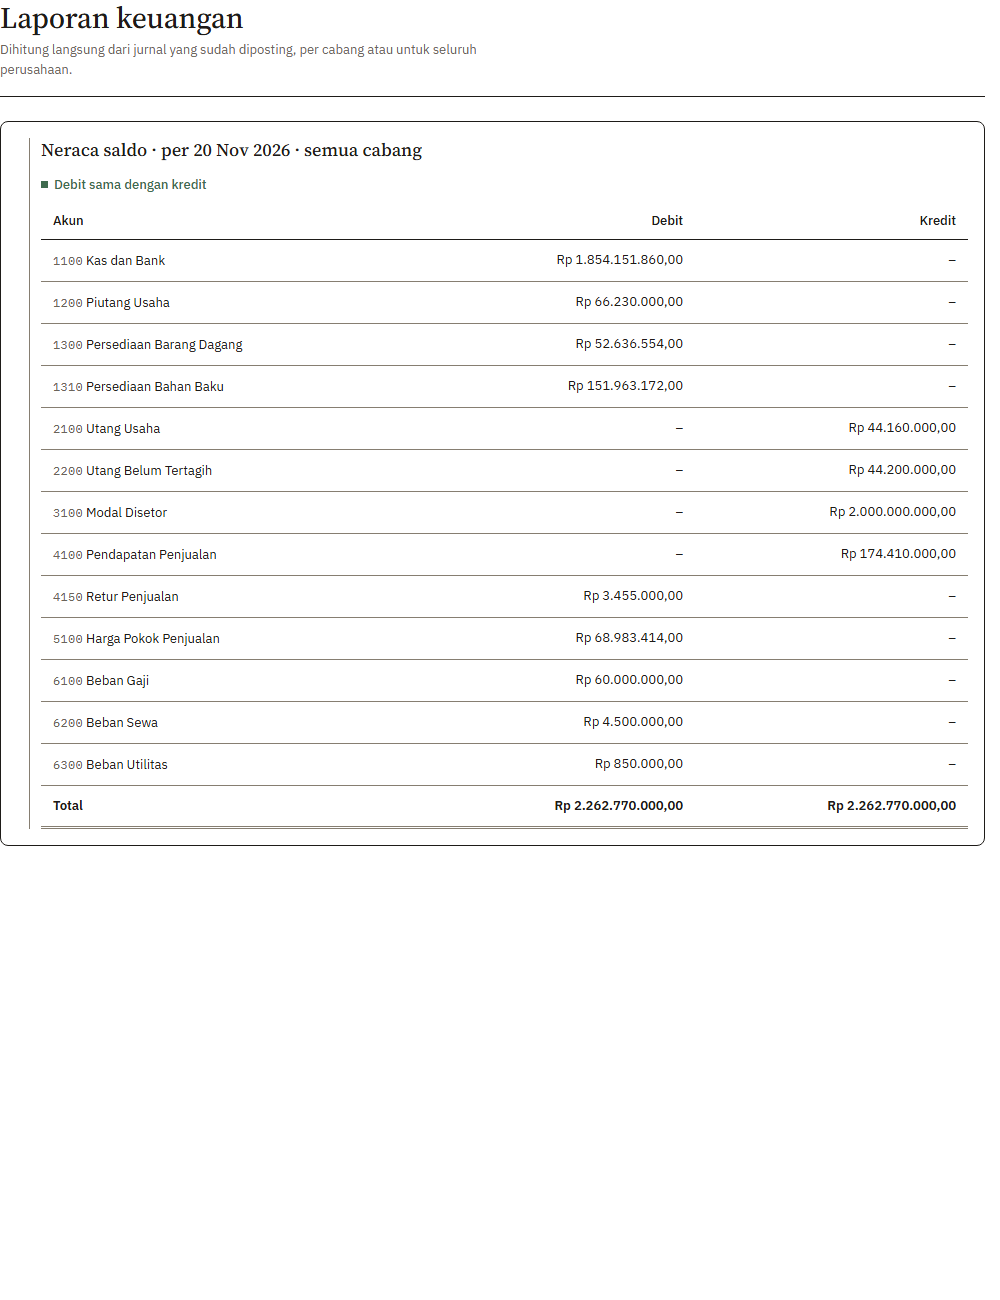 Laporan keuangan
Dihitung langsung dari jurnal yang sudah diposting, per cabang atau untuk seluruh
perusahaan.
Neraca saldo · per 20 Nov 2026 · semua cabang
Debit sama dengan kredit
Akun Debit Kredit
1100 Kas dan Bank Rp 1.854.151.860,00 –
1200 Piutang Usaha Rp 66.230.000,00 –
1300 Persediaan Barang Dagang Rp 52.636.554,00 –
1310 Persediaan Bahan Baku Rp 151.963.172,00 –
2100 Utang Usaha – Rp 44.160.000,00
2200 Utang Belum Tertagih – Rp 44.200.000,00
3100 Modal Disetor – Rp 2.000.000.000,00
4100 Pendapatan Penjualan – Rp 174.410.000,00
4150 Retur Penjualan Rp 3.455.000,00 –
5100 Harga Pokok Penjualan Rp 68.983.414,00 –
6100 Beban Gaji Rp 60.000.000,00 –
6200 Beban Sewa Rp 4.500.000,00 –
6300 Beban Utilitas Rp 850.000,00 –
Total Rp 2.262.770.000,00 Rp 2.262.770.000,00